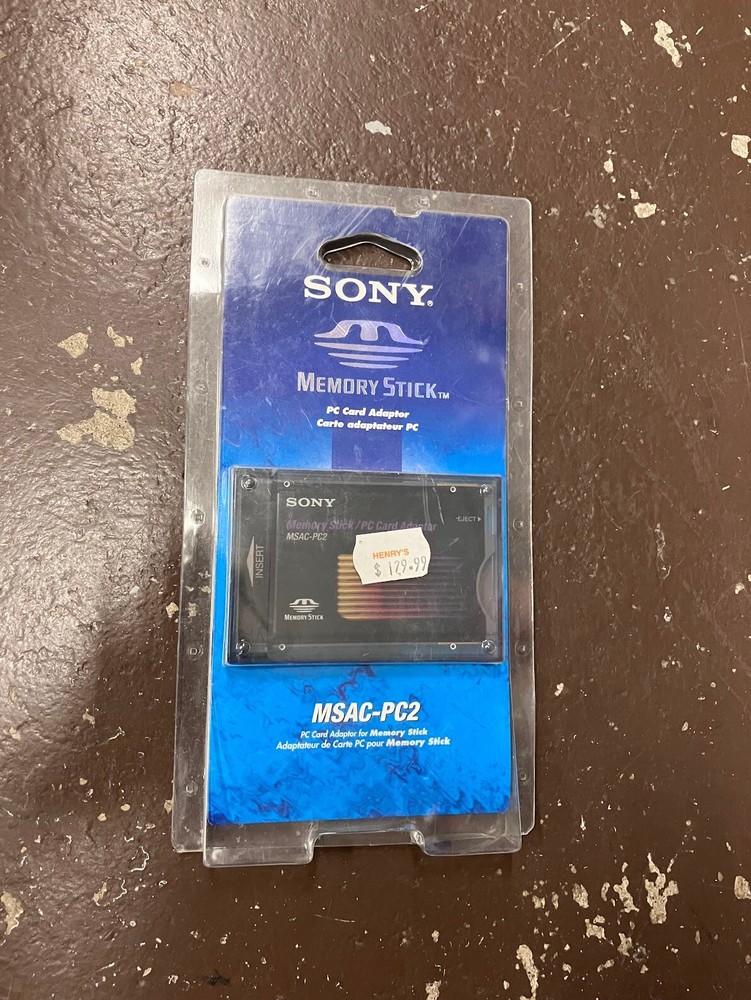 SONY®
MEMORY STICK™
PC Card Adaptor
Carte adaptateur PC
SONY
Memory Stick / PC Card Adaptor
MSAC-PC2
EJECT
INSERT
HENRY'S
$ 129.99
MEMORY STICK
MSAC-PC2
PC Card Adaptor for Memory Stick
Adaptateur de Carte PC pour Memory Stick